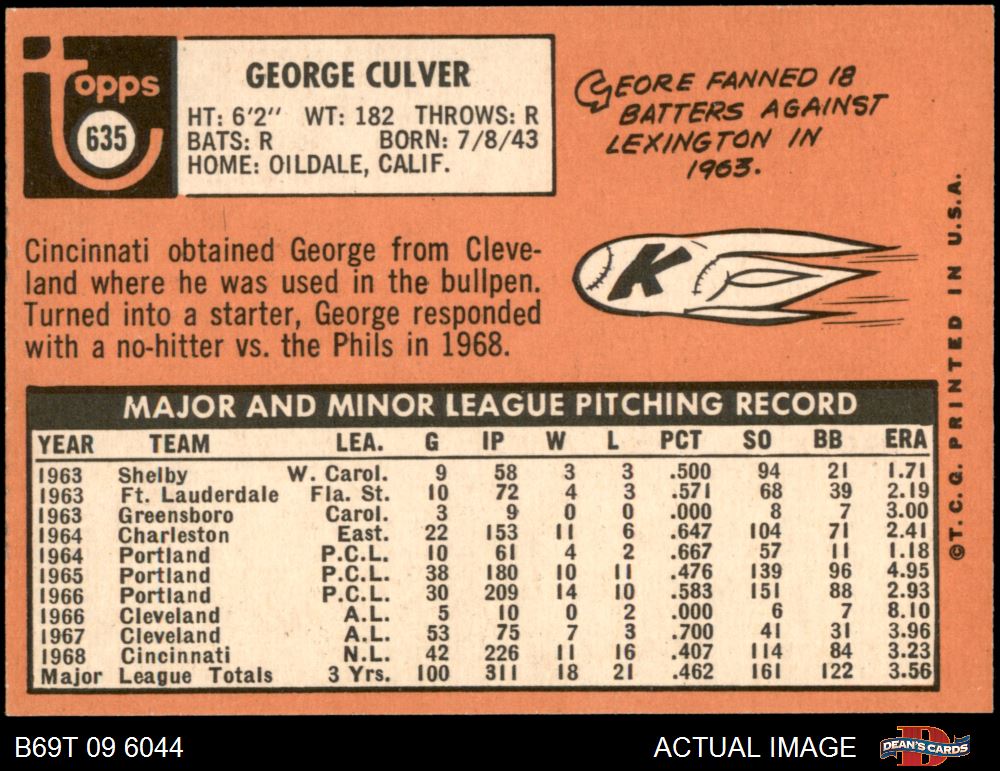 Topps
635
GEORGE CULVER
HT: 6'2" WT: 182 THROWS: R
BATS: R BORN: 7/8/43
HOME: OILDALE, CALIF.
GEORE FANNED 18
BATTERS AGAINST
LEXINGTON IN
1963.
K
Cincinnati obtained George from Cleve-
land where he was used in the bullpen.
Turned into a starter, George responded
with a no-hitter vs. the Phils in 1968.
MAJOR AND MINOR LEAGUE PITCHING RECORD
YEAR TEAM LEA. G IP W L PCT SO BB ERA
1963 Shelby W. Carol. 9 58 3 3 .500 94 21 1.71
1963 Ft. Lauderdale Fla. St. 10 72 4 3 .571 68 39 2.19
1963 Greensboro Carol. 3 9 0 0 .000 8 7 3.00
1964 Charleston East. 22 153 11 6 .647 104 71 2.41
1964 Portland P.C.L. 10 61 4 2 .667 57 11 1.18
1965 Portland P.C.L. 38 180 10 11 .476 139 96 4.95
1966 Portland P.C.L. 30 209 14 10 .583 151 88 2.93
1966 Cleveland A.L. 5 10 0 2 .000 6 7 8.10
1967 Cleveland A.L. 53 75 7 3 .700 41 31 3.96
1968 Cincinnati N.L. 42 226 11 16 .407 114 84 3.23
Major League Totals 3 Yrs. 100 311 18 21 .462 161 122 3.56
©T.C.G. PRINTED IN U.S.A.
B69T 09 6044
ACTUAL IMAGE
DEAN'S CARDS